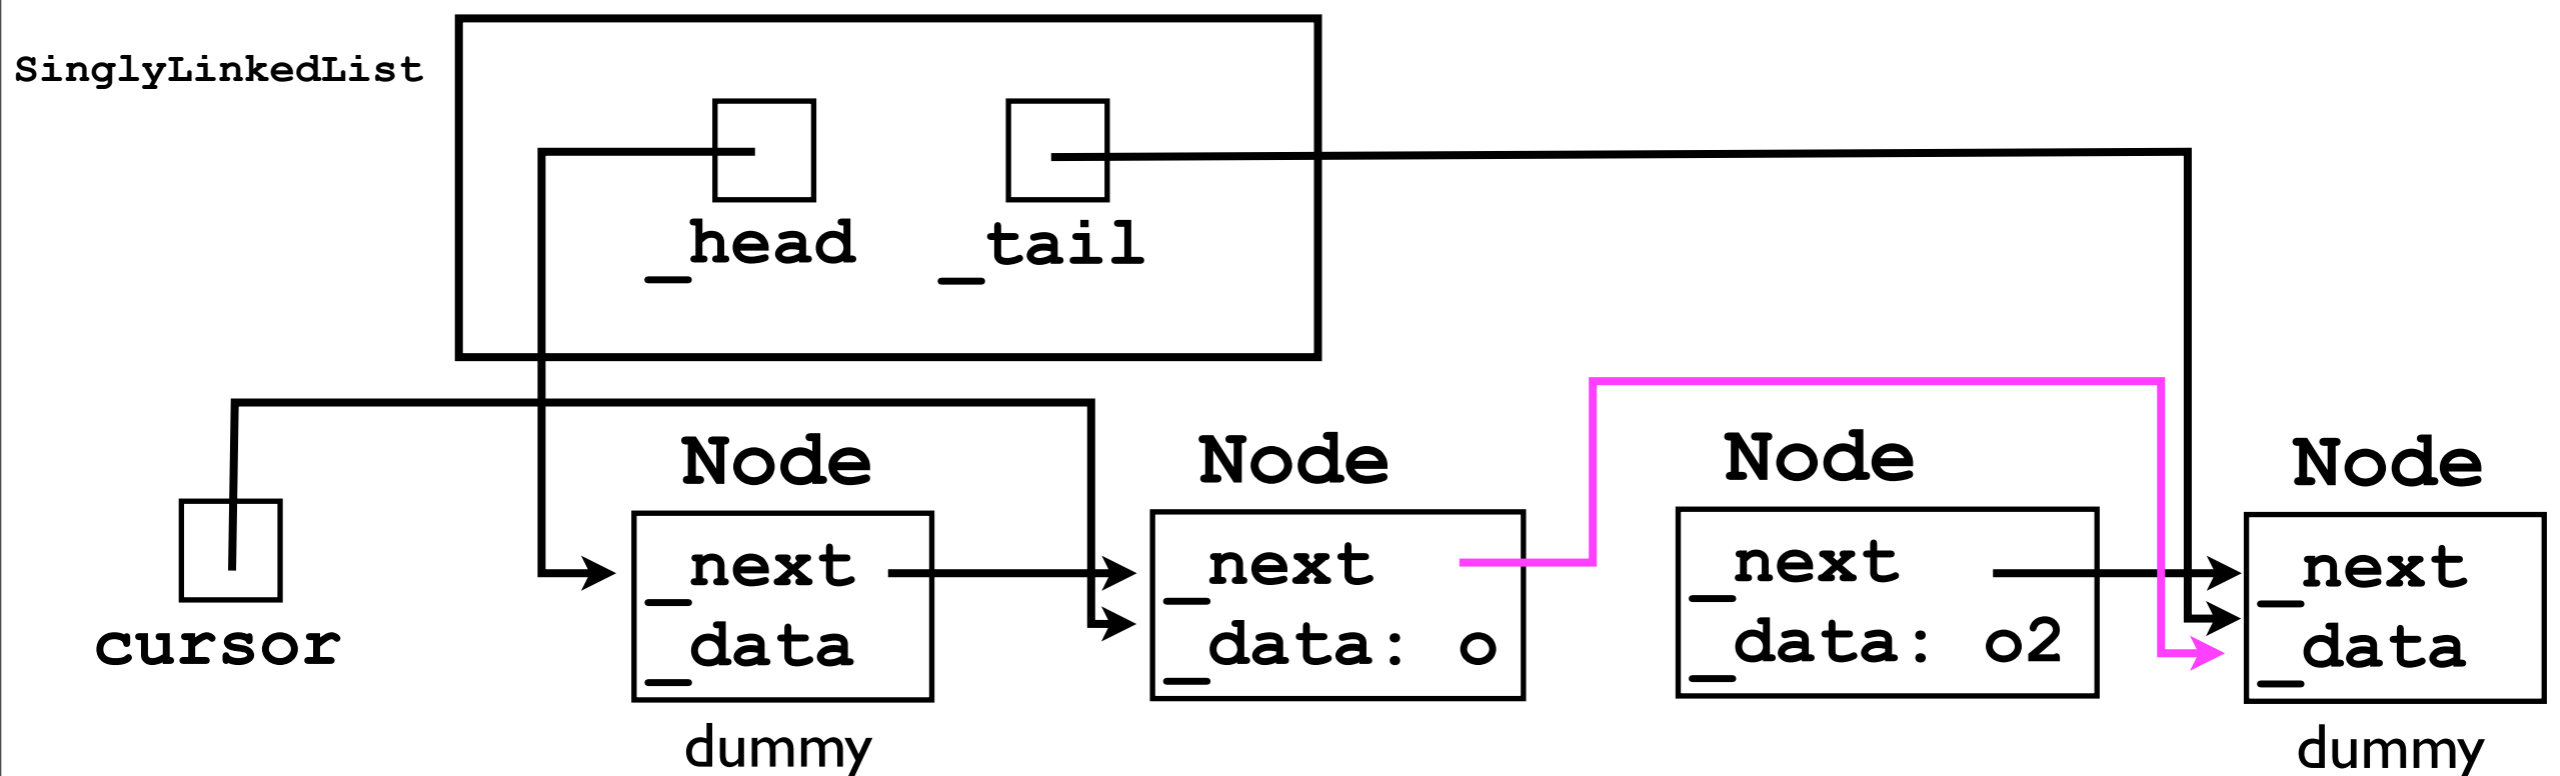 SinglyLinkedList
_head
_tail
cursor
Node
_next
_data
dummy
Node
_next
_data: o
Node
_next
_data: o2
Node
_next
_data
dummy